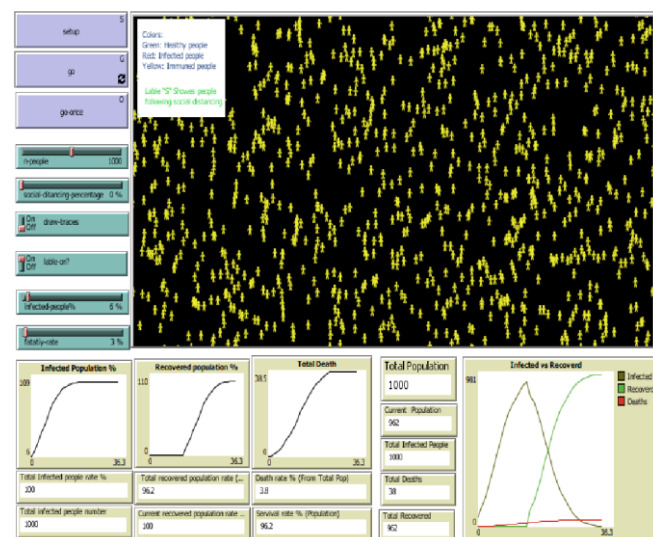 setup
S
go
G
go-once
O
n-people 1000
social-ditancing-percentage 0 %
On
Off
draw-traces
On
Off
lable-on?
infected-people% 6 %
fatatliy-rate 3 %
Colors:
Green: Healthy people
Red: Infected people
Yellow: Immuned people
Lable "S" Showes people
following social distancing
Infected Population %
109
0
36.3
Recovered population %
110
0
0
36.3
Total Death
38.5
0
0
36.3
Total Population
1000
Current Population
962
Total Infected People
1000
Total Deaths
38
Total Recovered
962
Infected vs Recoverd
981
0
0
36.3
Infected
Recoverd
Deaths
Total infected people rate %
100
Total recovered population rate (...
96.2
Death rate % (From Total Pop)
3.8
Total infected people number
1000
Current recovered population rate ...
100
Servival rate % (Population)
96.2